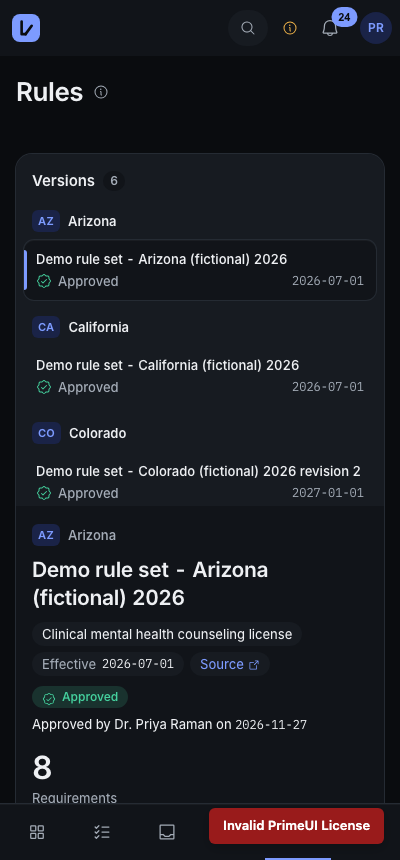 24
PR
Rules
Versions 6
AZ Arizona
Demo rule set - Arizona (fictional) 2026
Approved 2026-07-01
CA California
Demo rule set - California (fictional) 2026
Approved 2026-07-01
CO Colorado
Demo rule set - Colorado (fictional) 2026 revision 2
Approved 2027-01-01
AZ Arizona
Demo rule set - Arizona
(fictional) 2026
Clinical mental health counseling license
Effective 2026-07-01 Source
Approved
Approved by Dr. Priya Raman on 2026-11-27
8
Requirements
Invalid PrimeUI License